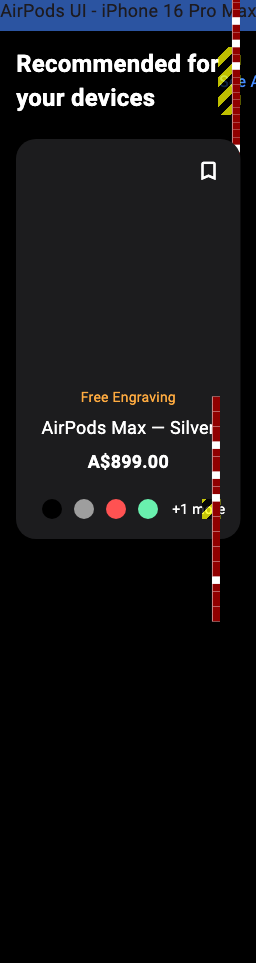 AirPods UI - iPhone 16 Pro Max
Recommended for
your devices
Free Engraving
AirPods Max — Silver
A$899.00
+1 more